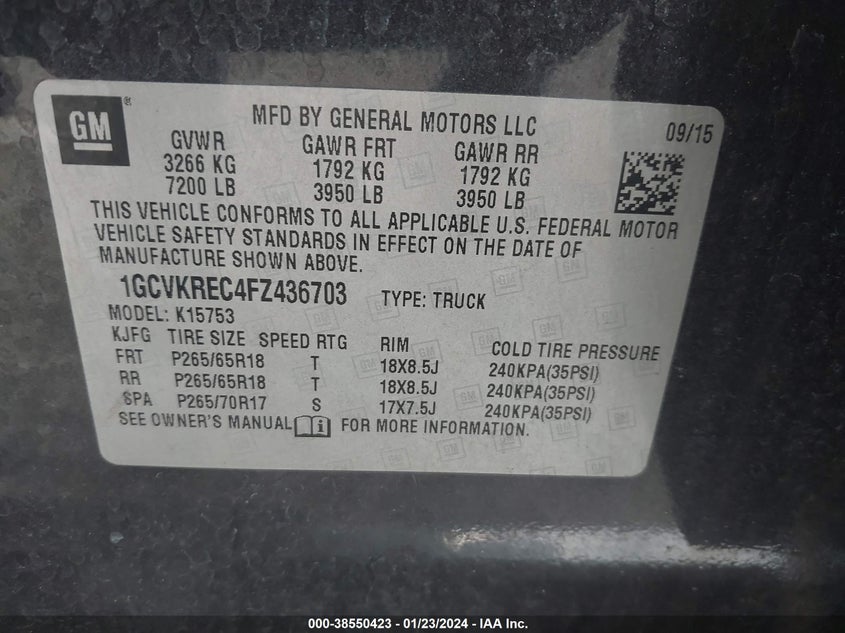 GM ®
MFD BY GENERAL MOTORS LLC 09/15
GVWR GAWR FRT GAWR RR
3266 KG 1792 KG 1792 KG
7200 LB 3950 LB 3950 LB
THIS VEHICLE CONFORMS TO ALL APPLICABLE U.S. FEDERAL MOTOR
VEHICLE SAFETY STANDARDS IN EFFECT ON THE DATE OF
MANUFACTURE SHOWN ABOVE.
1GCVKREC4FZ436703 TYPE: TRUCK
MODEL: K15753
KJFG TIRE SIZE SPEED RTG RIM COLD TIRE PRESSURE
FRT P265/65R18 T 18X8.5J 240KPA(35PSI)
RR P265/65R18 T 18X8.5J 240KPA(35PSI)
SPA P265/70R17 S 17X7.5J 240KPA(35PSI)
SEE OWNER'S MANUAL FOR MORE INFORMATION.
000-38550423 - 01/23/2024 - IAA Inc.